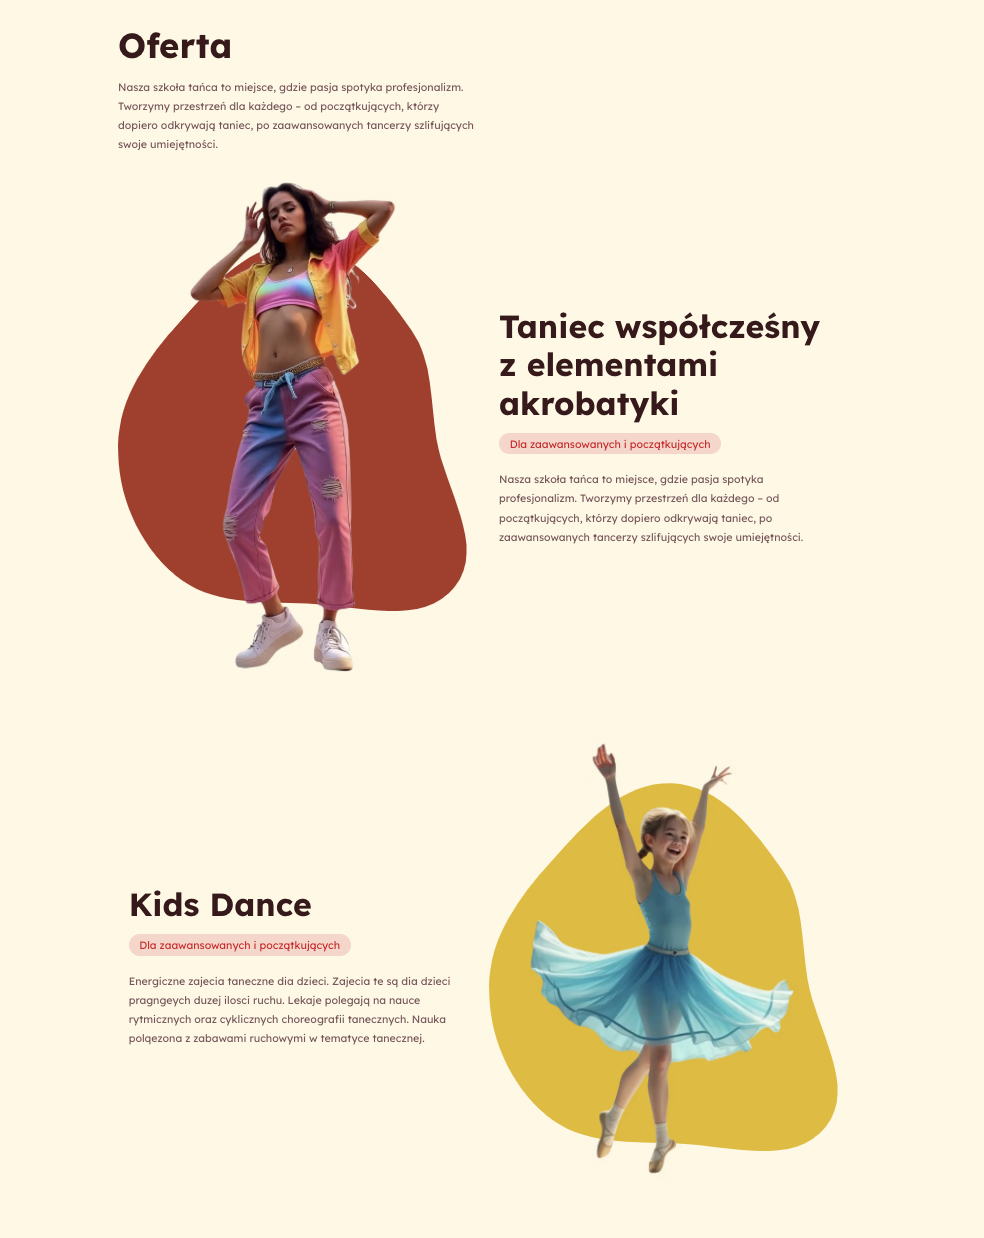 Oferta
Nasza szkoła tańca to miejsce, gdzie pasja spotyka profesjonalizm.
Tworzymy przestrzeń dla każdego – od początkujących, którzy
dopiero odkrywają taniec, po zaawansowanych tancerzy szlifujących
swoje umiejętności.
Taniec współcześny
z elementami
akrobatyki
Dla zaawansowanych i początkujących
Nasza szkoła tańca to miejsce, gdzie pasja spotyka
profesjonalizm. Tworzymy przestrzeń dla każdego – od
początkujących, którzy dopiero odkrywają taniec, po
zaawansowanych tancerzy szlifujących swoje umiejętności.
Kids Dance
Dla zaawansowanych i początkujących
Energiczne zajecia taneczne dia dzieci. Zajecia te są dia dzieci
pragngeych duzej ilosci ruchu. Lekaje polegają na nauce
rytmicznych oraz cyklicznych choreografii tanecznych. Nauka
polqezona z zabawami ruchowymi w tematyce tanecznej.